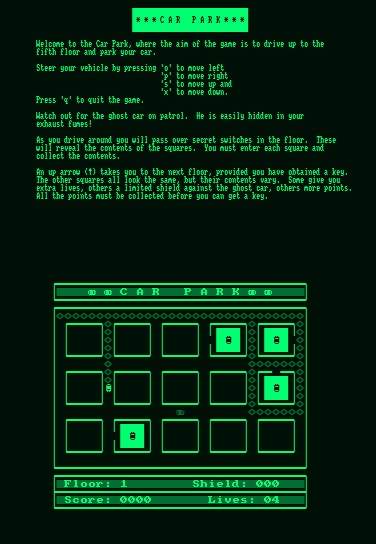 ***CAR PARK***
Welcome to the Car Park, where the aim of the game is to drive up to the
fifth floor and park your car.
Steer your vehicle by pressing 'o' to move left
'p' to move right
's' to move up and
'x' to move down.
Press 'q' to quit the game.
Watch out for the ghost car on patrol.  He is easily hidden in your
exhaust fumes!
As you drive around you will pass over secret switches in the floor.  These
will reveal the contents of the squares.  You must enter each square and
collect the contents.
An up arrow (↑) takes you to the next floor, provided you have obtained a key.
The other squares all look the same, but their contents vary.  Some give you
extra lives, others a limited shield against the ghost car, others more points.
All the points must be collected before you can get a key.
CAR PARK
Floor: 1 Shield: 000
Score: 0000 Lives: 04